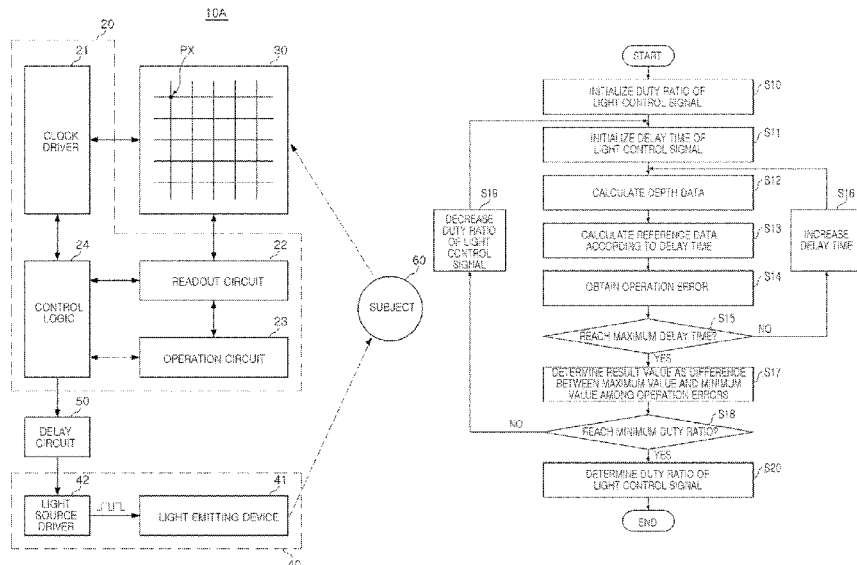 10A
20
21
PX
30
CLOCK
DRIVER
24
CONTROL
LOGIC
22
READOUT CIRCUIT
23
OPERATION CIRCUIT
60
SUBJECT
50
DELAY
CIRCUIT
42
LIGHT
SOURCE
DRIVER
41
LIGHT EMITTING DEVICE
40
START
INITIALIZE DUTY RATIO OF
LIGHT CONTROL SIGNAL
S10
INITIALIZE DELAY TIME OF
LIGHT CONTROL SIGNAL
S11
CALCULATE DEPTH DATA
S12
CALCULATE REFERENCE DATA
ACCORDING TO DELAY TIME
S13
OBTAIN OPERATION ERROR
S14
REACH MAXIMUM DELAY TIME?
S15
NO
YES
S16
INCREASE
DELAY TIME
DETERMINE RESULT VALUE AS DIFFERENCE
BETWEEN MAXIMUM VALUE AND MINIMUM
VALUE AMONG OPERATION ERRORS
S17
REACH MINIMUM DUTY RATIO?
S18
NO
YES
S19
DECREASE
DUTY RATIO
OF LIGHT
CONTROL
SIGNAL
DETERMINE DUTY RATIO OF
LIGHT CONTROL SIGNAL
S20
END